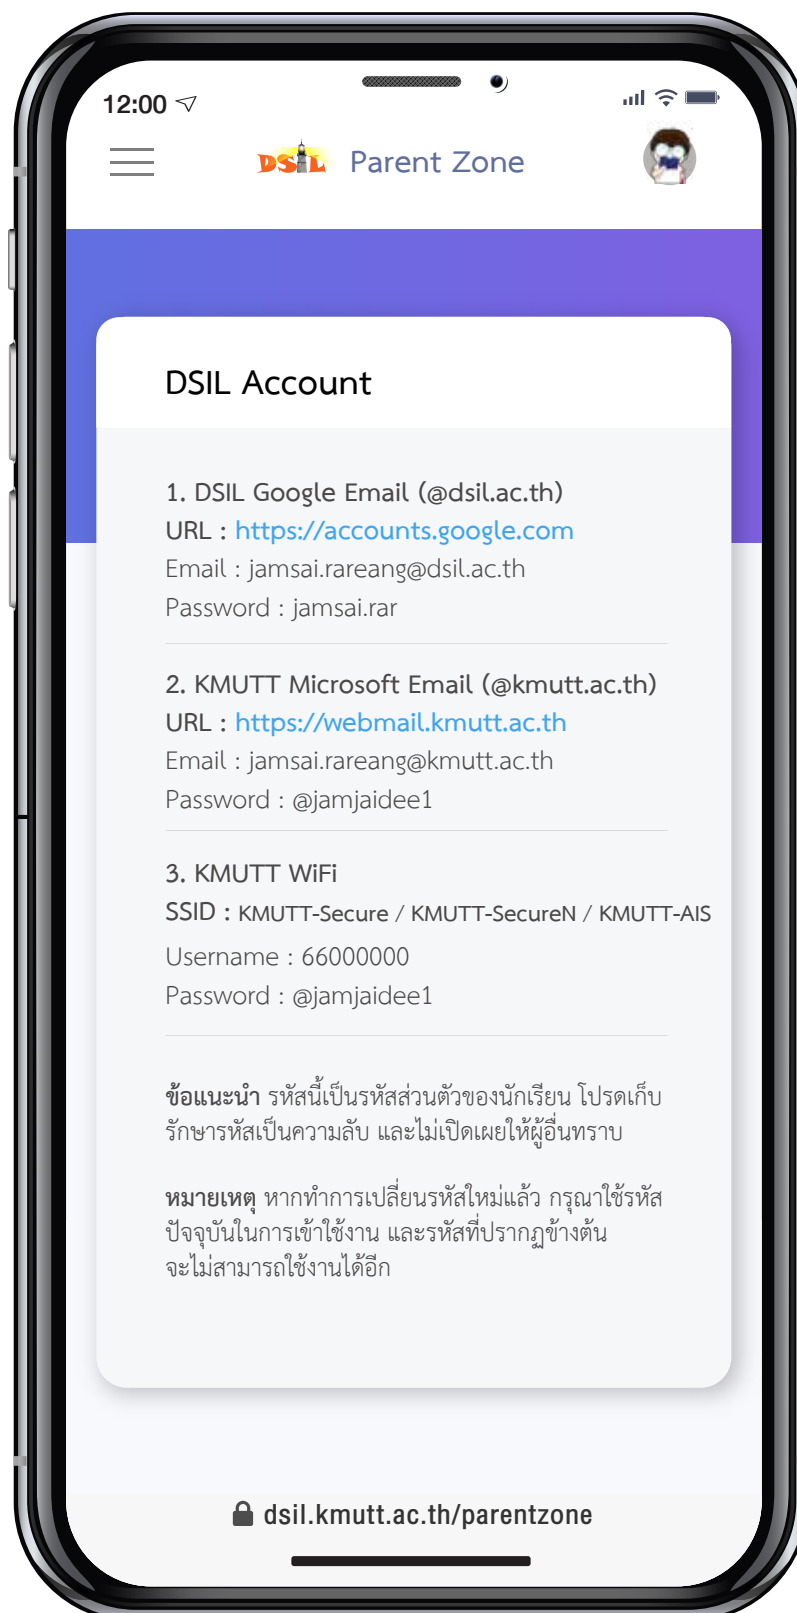 12:00
DSIL Parent Zone
DSIL Account
1. DSIL Google Email (@dsil.ac.th)
URL : https://accounts.google.com
Email : jamsai.rareang@dsil.ac.th
Password : jamsai.rar
2. KMUTT Microsoft Email (@kmutt.ac.th)
URL : https://webmail.kmutt.ac.th
Email : jamsai.rareang@kmutt.ac.th
Password : @jamjaidee1
3. KMUTT WiFi
SSID : KMUTT-Secure / KMUTT-SecureN / KMUTT-AIS
Username : 66000000
Password : @jamjaidee1
ข้อแนะนำ รหัสนี้เป็นรหัสส่วนตัวของนักเรียน โปรดเก็บ
รักษารหัสเป็นความลับ และไม่เปิดเผยให้ผู้อื่นทราบ
หมายเหตุ หากทำการเปลี่ยนรหัสใหม่แล้ว กรุณาใช้รหัส
ปัจจุบันในการเข้าใช้งาน และรหัสที่ปรากฏข้างต้น
จะไม่สามารถใช้งานได้อีก
dsil.kmutt.ac.th/parentzone